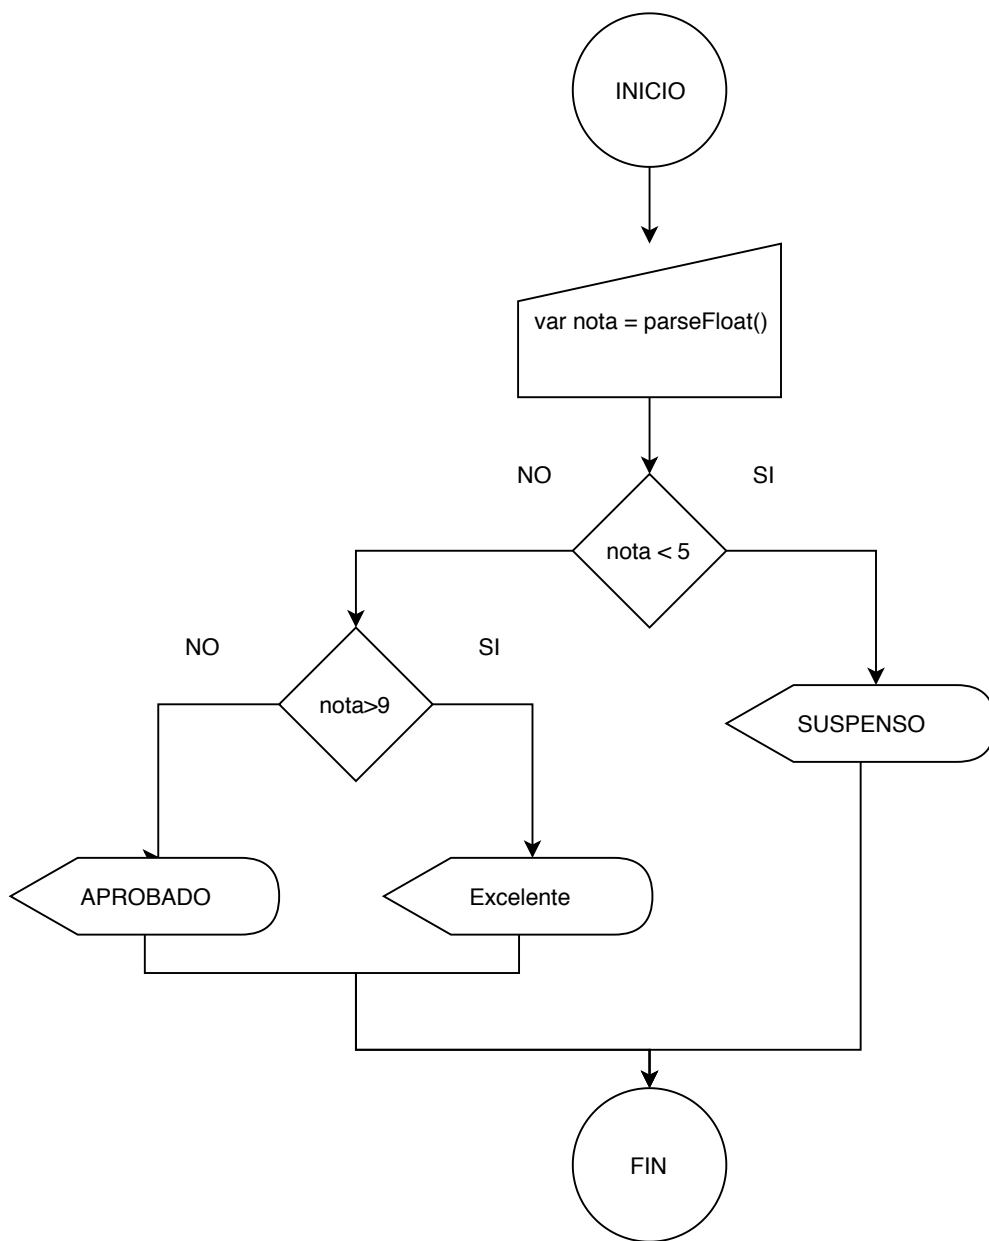 INICIO
var nota = parseFloat()
NO
SI
nota < 5
NO
SI
nota>9
SUSPENSO
APROBADO
Excelente
FIN